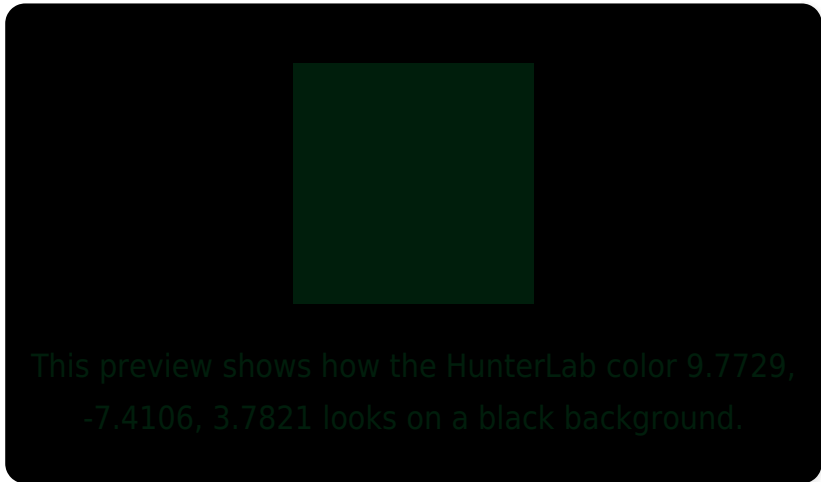 This preview shows how the HunterLab color 9.7729,
-7.4106, 3.7821 looks on a black background.